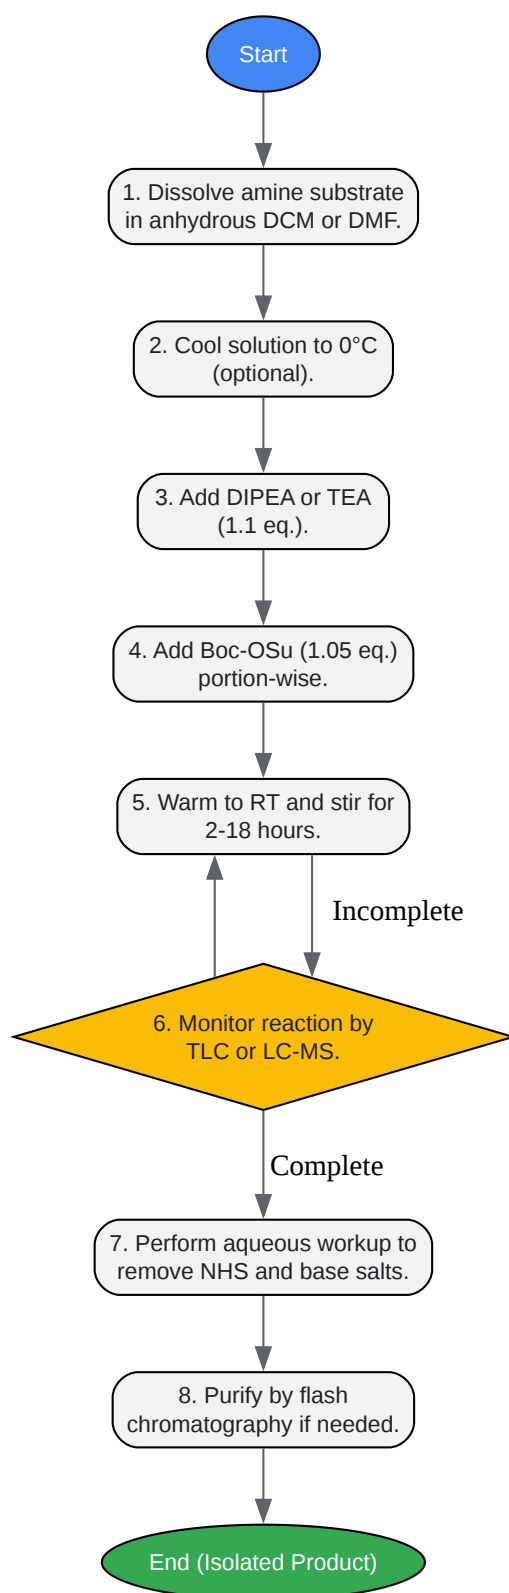 Start
1. Dissolve amine substrate
in anhydrous DCM or DMF.
2. Cool solution to 0°C
(optional).
3. Add DIPEA or TEA
(1.1 eq.).
4. Add Boc-OSu (1.05 eq.)
portion-wise.
5. Warm to RT and stir for
2-18 hours.
Incomplete
6. Monitor reaction by
TLC or LC-MS.
Complete
7. Perform aqueous workup to
remove NHS and base salts.
8. Purify by flash
chromatography if needed.
End (Isolated Product)